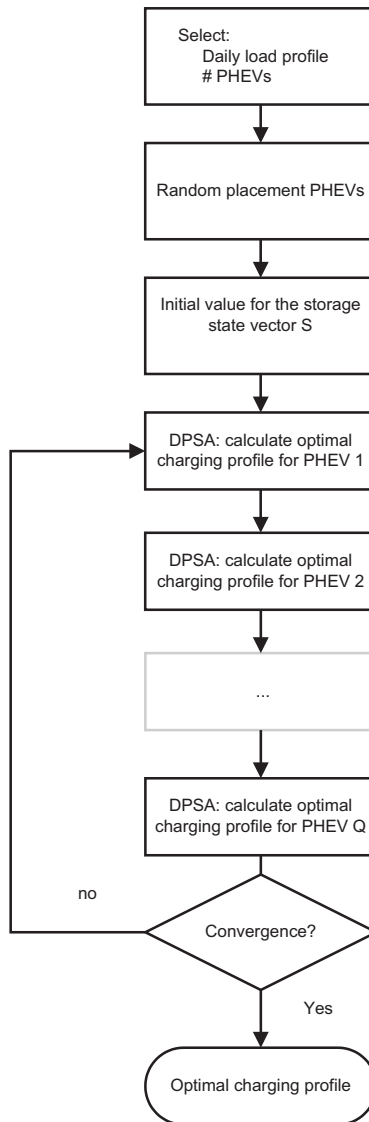 Select:
Daily load profile
# PHEVs
Random placement PHEVs
Initial value for the storage
state vector S
DPSA: calculate optimal
charging profile for PHEV 1
DPSA: calculate optimal
charging profile for PHEV 2
...
DPSA: calculate optimal
charging profile for PHEV Q
no
Convergence?
Yes
Optimal charging profile